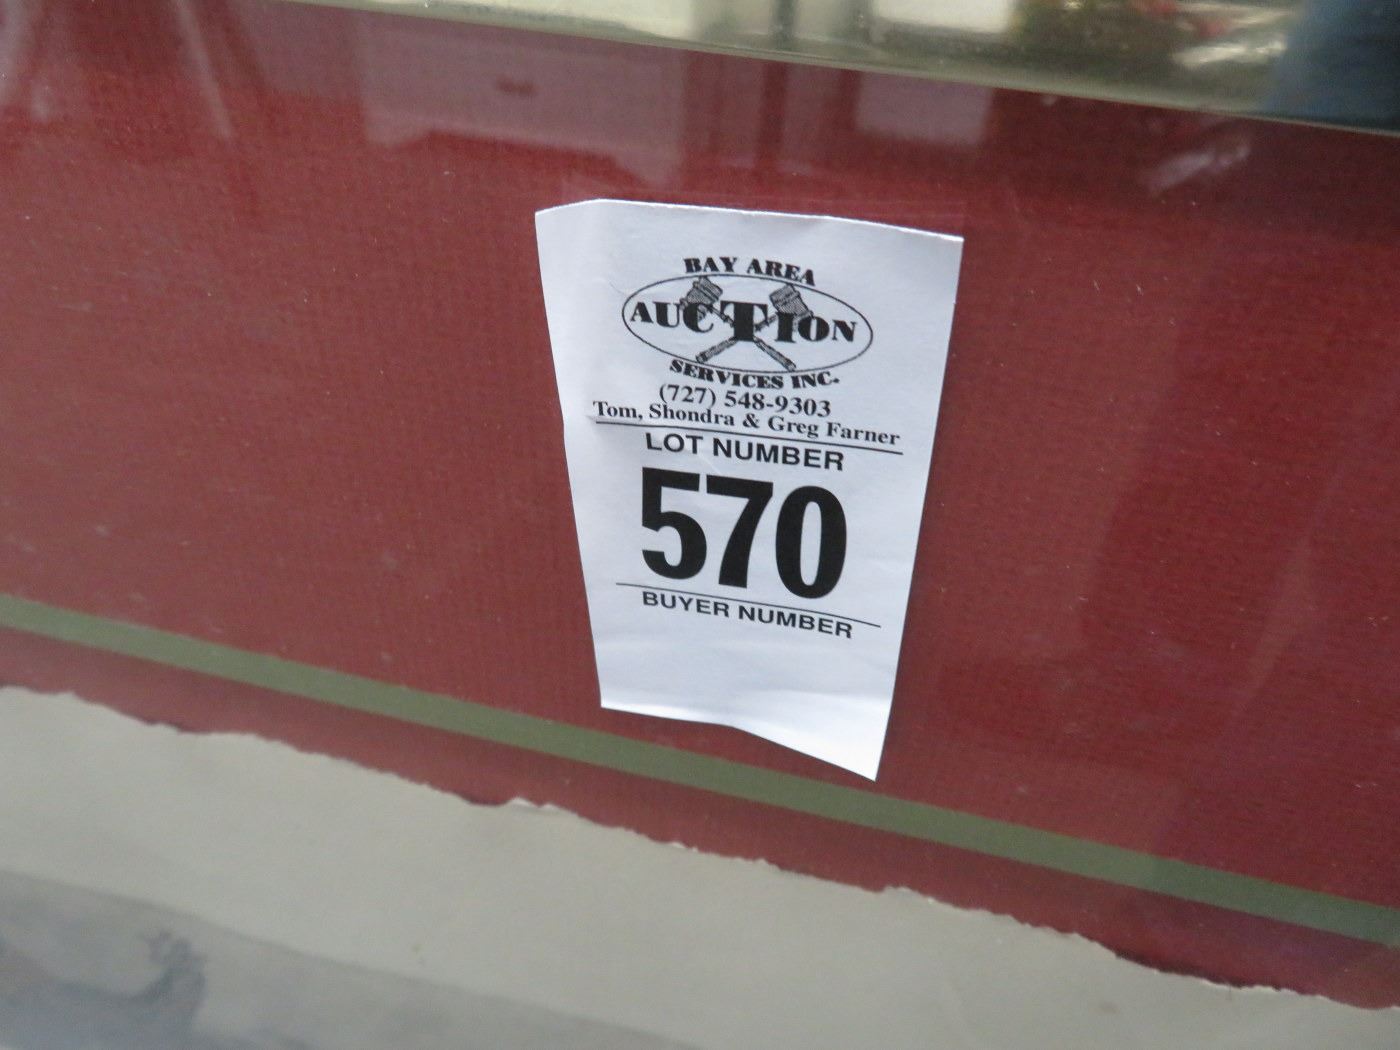 BAY AREA
AUCTION
SERVICES INC.
(727) 548-9303
Tom, Shondra & Greg Farner
LOT NUMBER
570
BUYER NUMBER